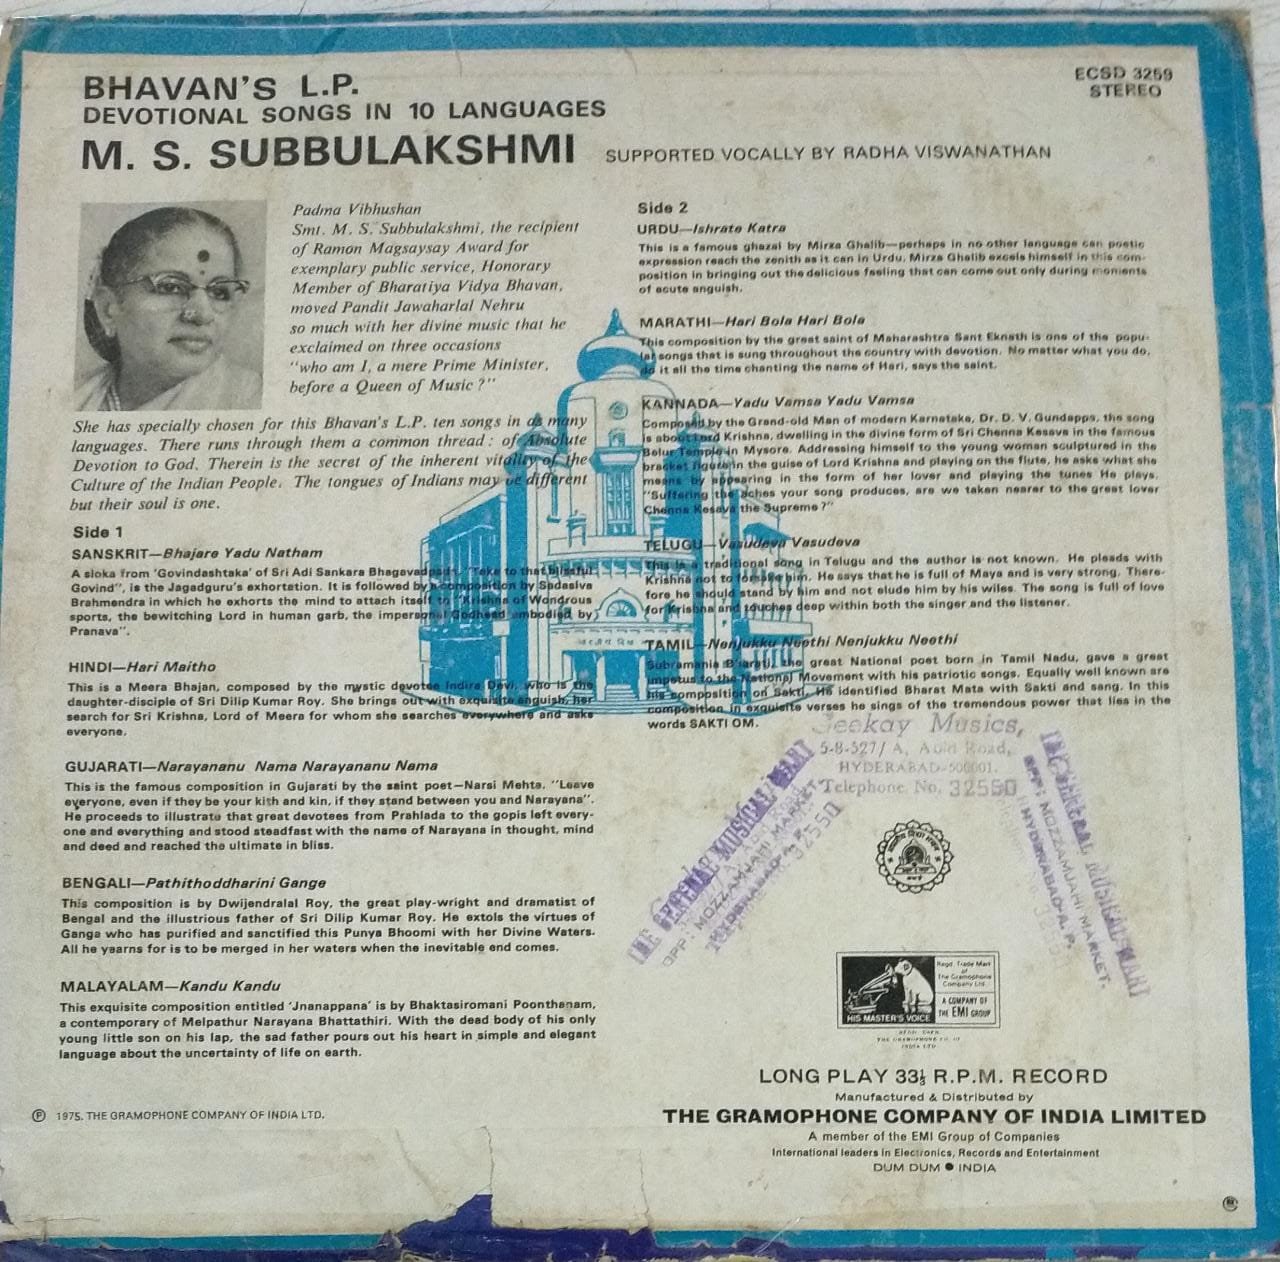 BHAVAN'S L.P.
DEVOTIONAL SONGS IN 10 LANGUAGES
M. S. SUBBULAKSHMI SUPPORTED VOCALLY BY RADHA VISWANATHAN
ECSD 3259
STEREO
Padma Vibhushan
Smt. M. S. Subbulakshmi, the recipient
of Ramon Magsaysay Award for
exemplary public service, Honorary
Member of Bharatiya Vidya Bhavan,
moved Pandit Jawaharlal Nehru
so much with her divine music that he
exclaimed on three occasions
"who am I, a mere Prime Minister,
before a Queen of Music?"
She has specially chosen for this Bhavan's L.P. ten songs in as many
languages. There runs through them a common thread: of Absolute
Devotion to God. Therein is the secret of the inherent vitality of the
Culture of the Indian People. The tongues of Indians may be different
but their soul is one.
Side 1
SANSKRIT—Bhajare Yadu Natham
A sloka from 'Govindashtaka' of Sri Adi Sankara Bhagavadpad. "Take to that blissful
Govind", is the Jagadguru's exhortation. It is followed by a composition by Sadasiva
Brahmendra in which he exhorts the mind to attach itself to "Krishna of Wondrous
sports, the bewitching Lord in human garb, the impersonal Godhead embodied by
Pranava".
HINDI—Hari Maitho
This is a Meera Bhajan, composed by the mystic devotee Indira Devi, who is the
daughter-disciple of Sri Dilip Kumar Roy. She brings out with exquisite anguish, her
search for Sri Krishna, Lord of Meera for whom she searches everywhere and asks
everyone.
GUJARATI—Narayananu Nama Narayananu Nama
This is the famous composition in Gujarati by the saint poet—Narsi Mehta. "Leave
everyone, even if they be your kith and kin, if they stand between you and Narayana".
He proceeds to illustrate that great devotees from Prahlada to the gopis left every-
one and everything and stood steadfast with the name of Narayana in thought, mind
and deed and reached the ultimate in bliss.
BENGALI—Pathithoddharini Gange
This composition is by Dwijendralal Roy, the great play-wright and dramatist of
Bengal and the illustrious father of Sri Dilip Kumar Roy. He extols the virtues of
Ganga who has purified and sanctified this Punya Bhoomi with her Divine Waters.
All he yearns for is to be merged in her waters when the inevitable end comes.
MALAYALAM—Kandu Kandu
This exquisite composition entitled 'Jnanappana' is by Bhaktasiromani Poonthanam,
a contemporary of Melpathur Narayana Bhattathiri. With the dead body of his only
young little son on his lap, the sad father pours out his heart in simple and elegant
language about the uncertainty of life on earth.
Ⓟ 1975. THE GRAMOPHONE COMPANY OF INDIA LTD.
Side 2
URDU—Ishrate Katra
This is a famous ghazal by Mirza Ghalib—perhaps in no other language can poetic
expression reach the zenith as it can in Urdu. Mirza Ghalib excels himself in this com-
position in bringing out the delicious feeling that can come out only during moments
of acute anguish.
MARATHI—Hari Bola Hari Bola
This composition by the great saint of Maharashtra Sant Eknath is one of the popu-
lar songs that is sung throughout the country with devotion. No matter what you do,
do it all the time chanting the name of Hari, says the saint.
KANNADA—Yadu Vamsa Yadu Vamsa
Composed by the Grand-old Man of modern Karnataka, Dr. D. V. Gundappa, the song
is about Lord Krishna, dwelling in the divine form of Sri Chenna Kesava in the famous
Belur Temple in Mysore. Addressing himself to the young woman sculptured in the
bracket figure in the guise of Lord Krishna and playing on the flute, he asks what she
means by appearing in the form of her lover and playing the tunes He plays.
"Suffering the aches your song produces, are we taken nearer to the great lover
Chenna Kesava the Supreme?"
TELUGU—Vasudeva Vasudeva
This is a traditional song in Telugu and the author is not known. He pleads with
Krishna not to forsake him. He says that he is full of Maya and is very strong. There-
fore he should stand by him and not elude him by his wiles. The song is full of love
for Krishna and touches deep within both the singer and the listener.
TAMIL—Nenjukku Neethi Nenjukku Neethi
Subramania Bharati, the great National poet born in Tamil Nadu, gave a great
impetus to the National Movement with his patriotic songs. Equally well known are
his composition on Sakti. He identified Bharat Mata with Sakti and sang. In this
composition in exquisite verses he sings of the tremendous power that lies in the
words SAKTI OM.
Geekay Musics,
5-8-527/ A, Abid Road,
HYDERABAD-500001.
Telephone No. 32550
THE GENERAL MUSICAL MART
OPP: MOZZAMJAHI MARKET
HYDERABAD A.P.
32550
THE GENERAL MUSICAL MART
OPP: MOZZAMJAHI MARKET.
HYDERABAD-A.P.
HIS MASTER'S VOICE
Regd. Trade Mark
of
The Gramophone
Company Ltd.
A COMPANY OF
THE EMI GROUP
LONG PLAY 33⅓ R.P.M. RECORD
Manufactured & Distributed by
THE GRAMOPHONE COMPANY OF INDIA LIMITED
A member of the EMI Group of Companies
International leaders in Electronics, Records and Entertainment
DUM DUM ● INDIA